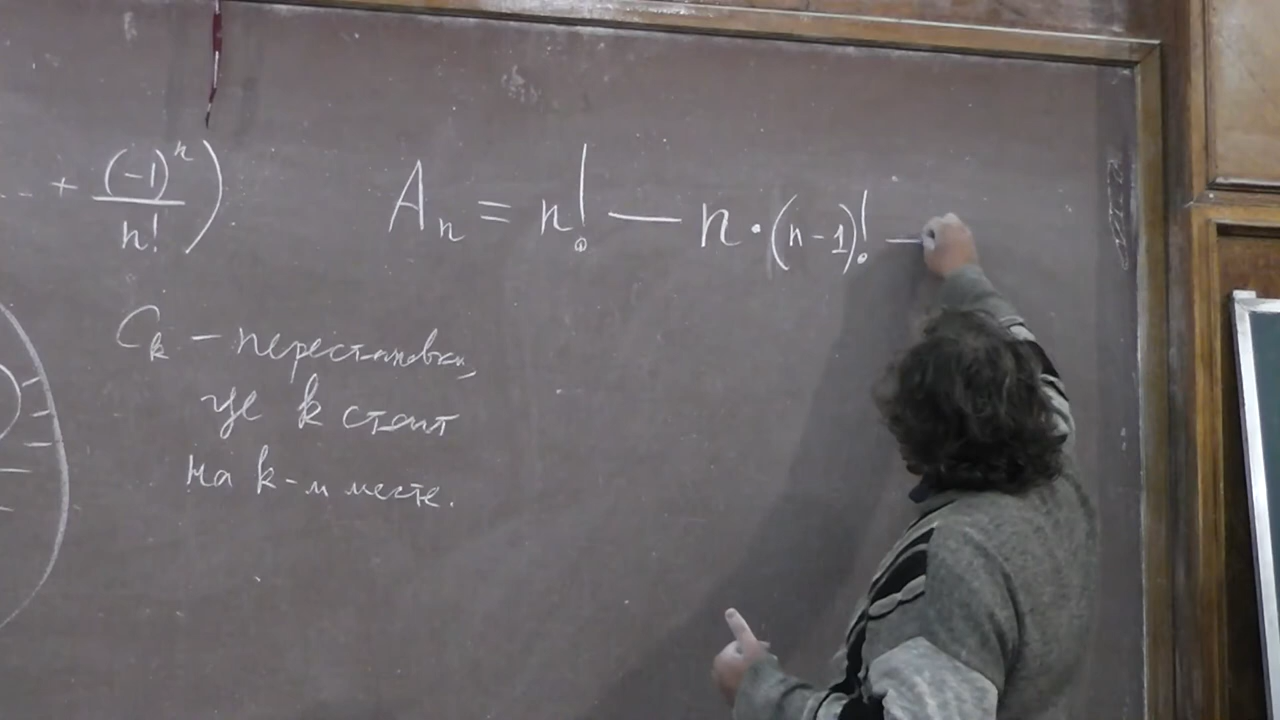 ... + (-1)^n / n! )
A_n = n! — n · (n-1)! —
C_k - перестановки,
где k стоит
на k-м месте.